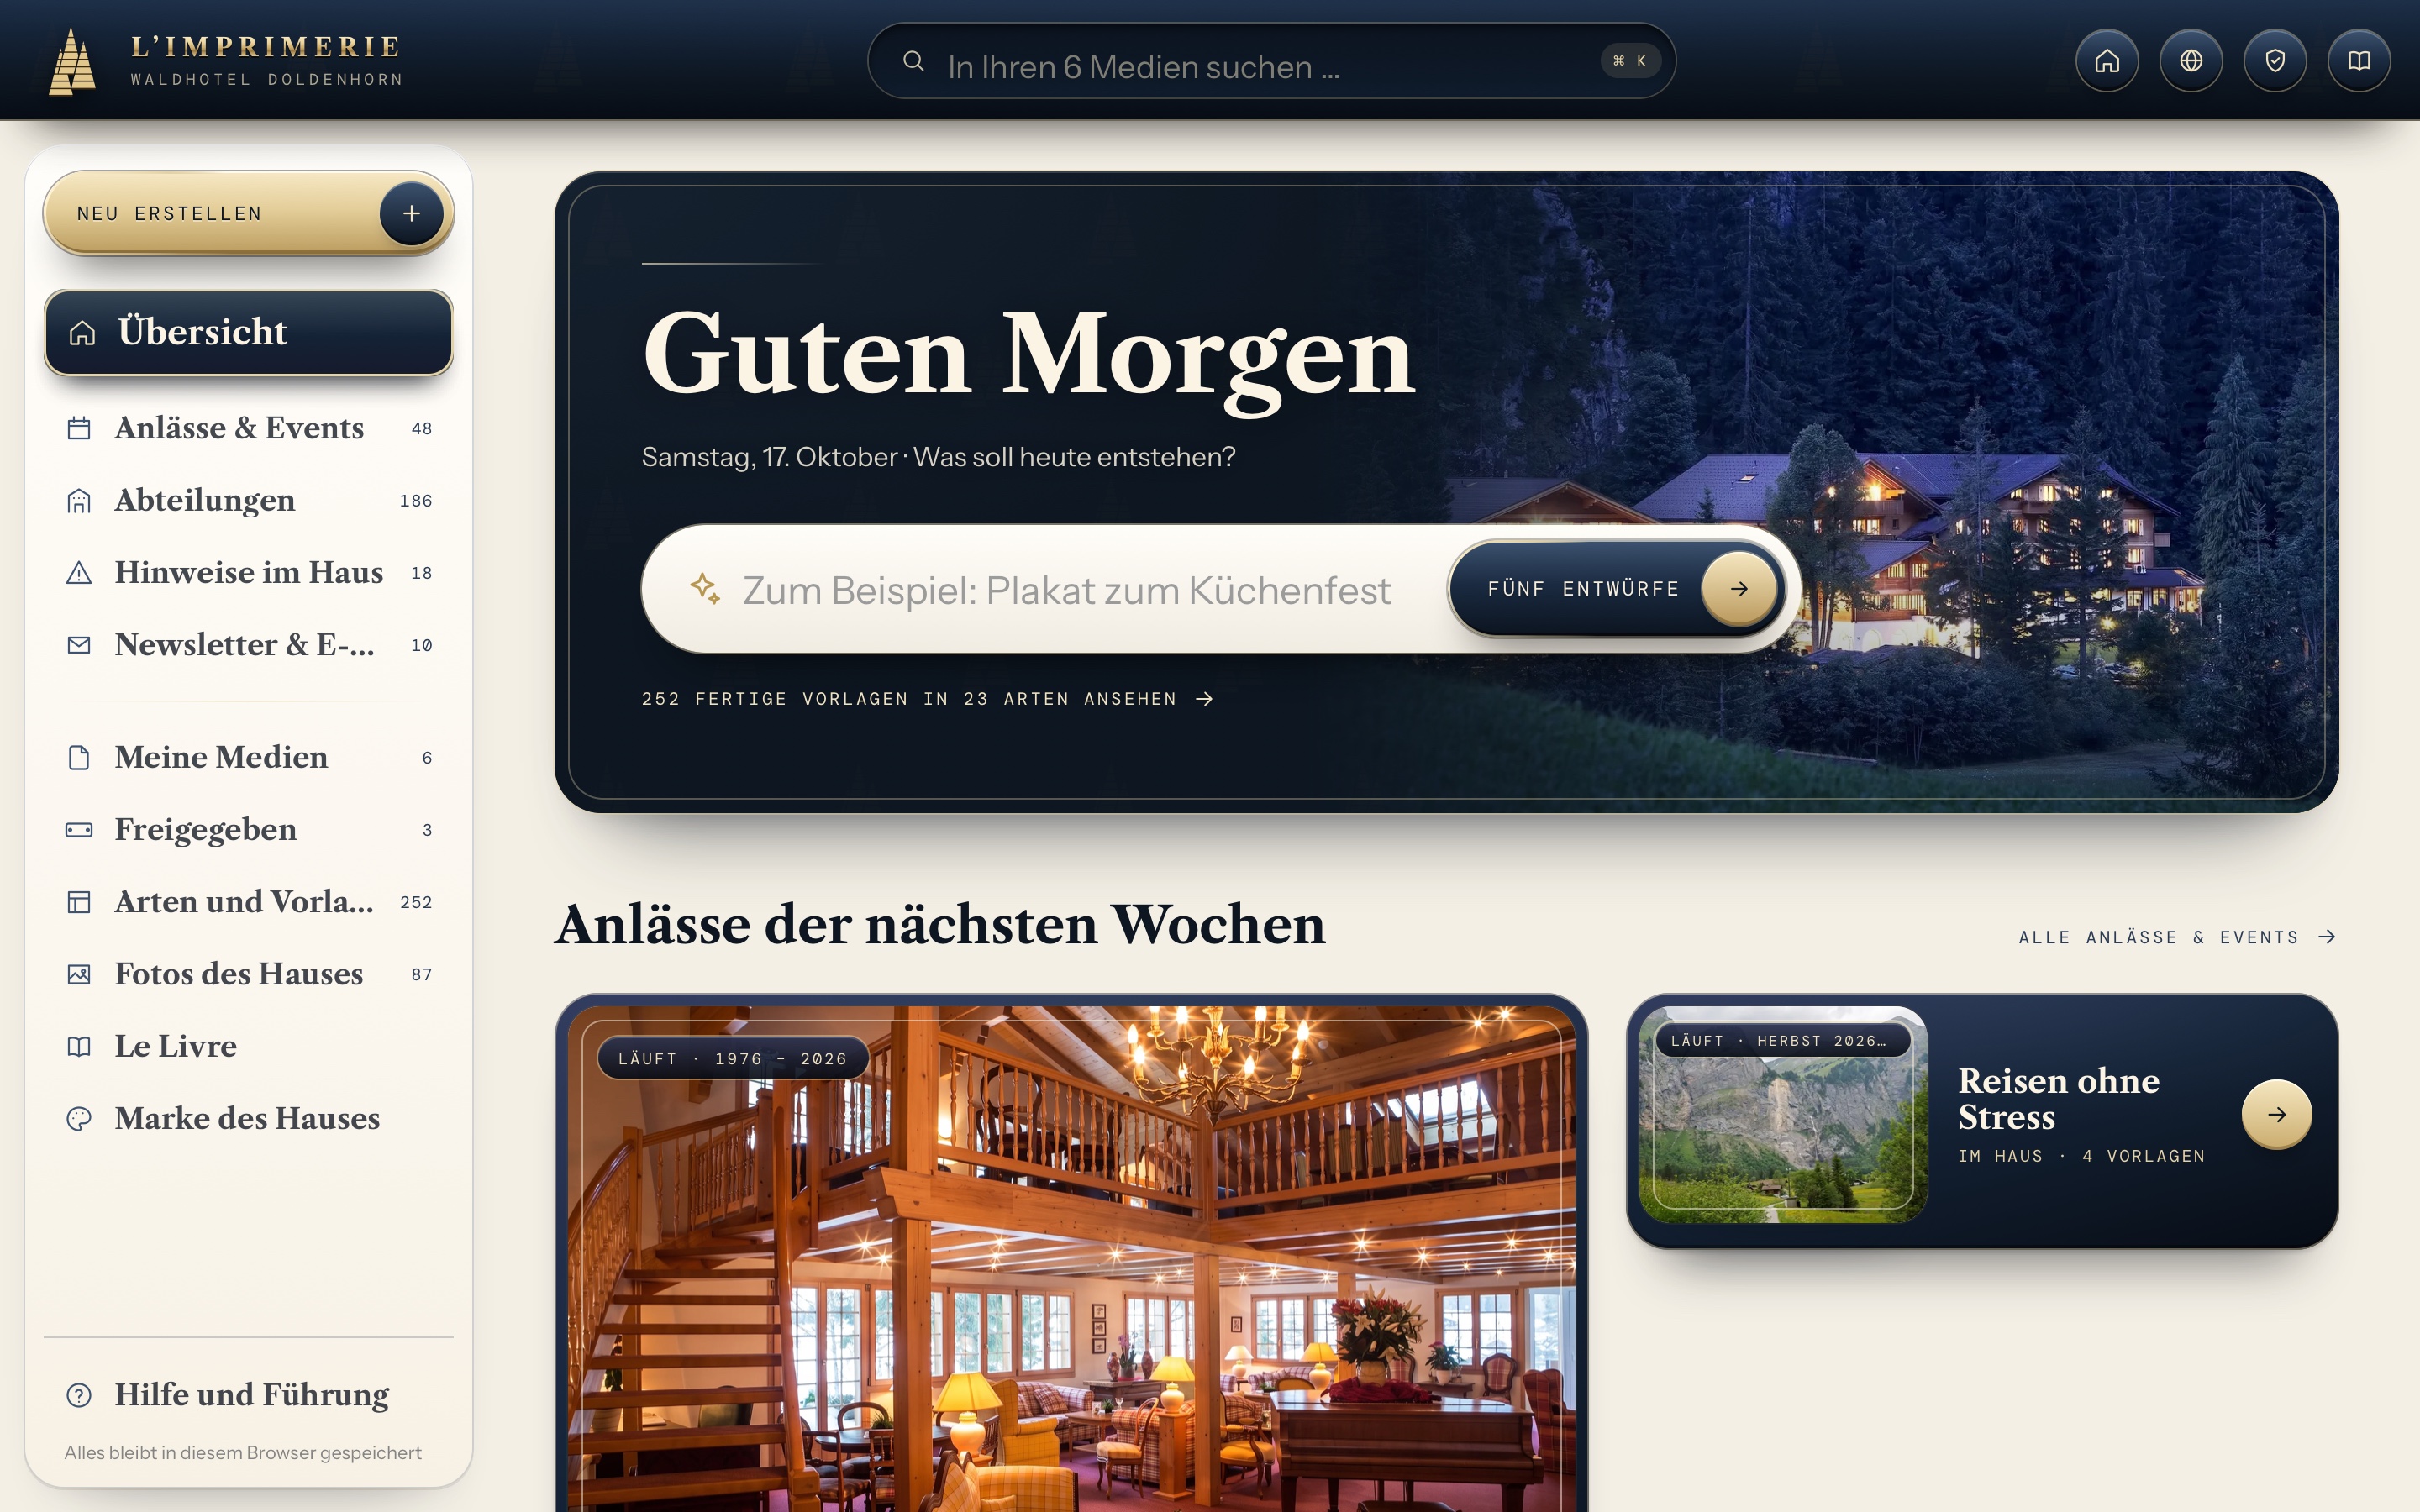 L’IMPRIMERIE
WALDHOTEL DOLDENHORN
In Ihren 6 Medien suchen ...
⌘ K
NEU ERSTELLEN
Übersicht
Anlässe & Events 48
Abteilungen 186
Hinweise im Haus 18
Newsletter & E-... 10
Meine Medien 6
Freigegeben 3
Arten und Vorla... 252
Fotos des Hauses 87
Le Livre
Marke des Hauses
Hilfe und Führung
Alles bleibt in diesem Browser gespeichert
Guten Morgen
Samstag, 17. Oktober · Was soll heute entstehen?
Zum Beispiel: Plakat zum Küchenfest
FÜNF ENTWÜRFE
252 FERTIGE VORLAGEN IN 23 ARTEN ANSEHEN →
Anlässe der nächsten Wochen
ALLE ANLÄSSE & EVENTS →
LÄUFT · 1976 – 2026
LÄUFT · HERBST 2026…
Reisen ohne
Stress
IM HAUS · 4 VORLAGEN